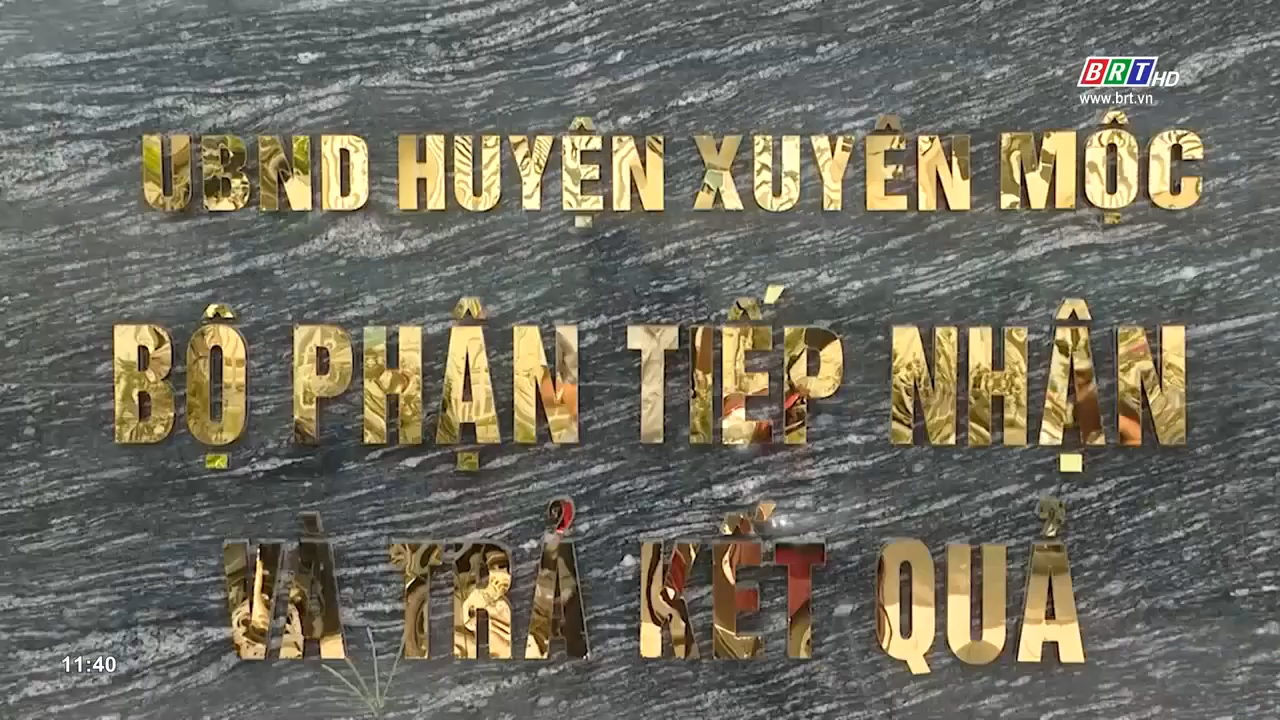 BRT HD
www.brt.vn
UBND HUYỆN XUYÊN MỘC
BỘ PHẬN TIẾP NHẬN
VÀ TRẢ KẾT QUẢ
11:40